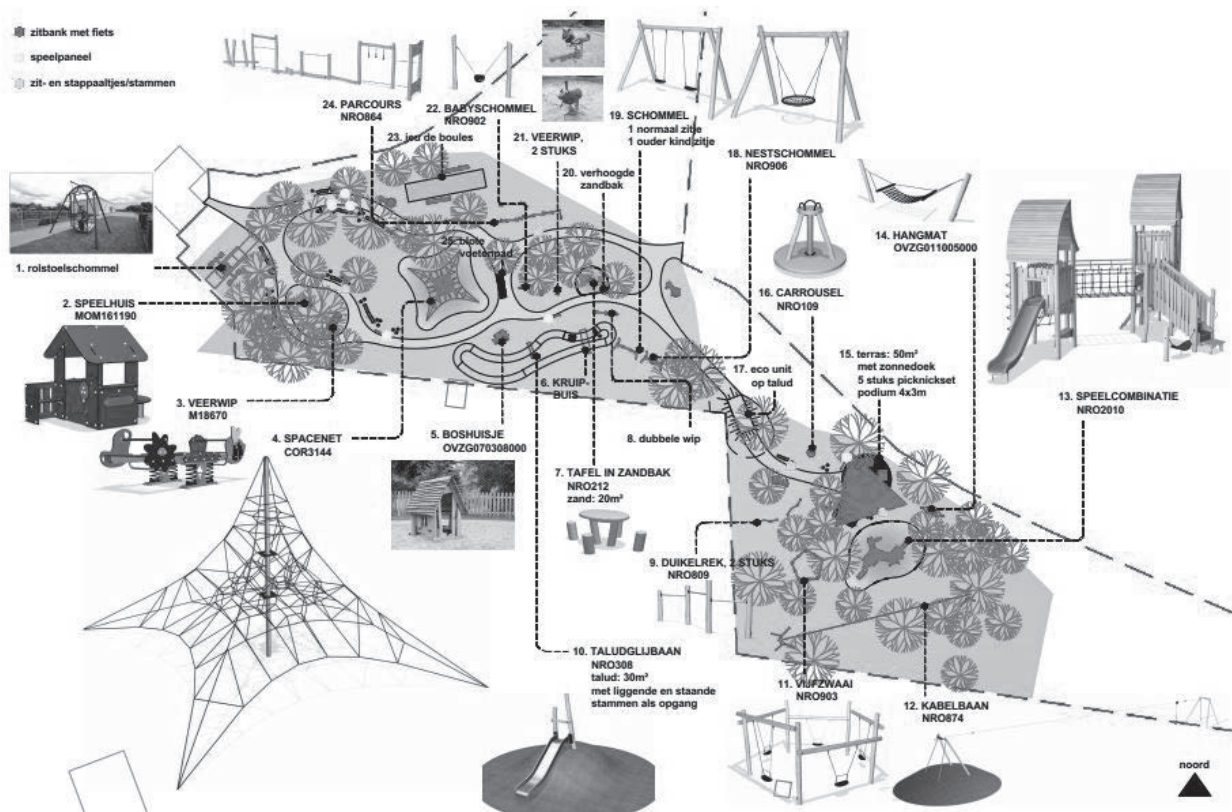 zitbank met fiets
speelpaneel
zit- en stappaaltjes/stammen
24. PARCOURS
NRO864
22. BABYSCHOMMEL
NRO902
23. jeu de boules
21. VEERWIP,
2 STUKS
19. SCHOMMEL
1 normaal zitje
1 ouder kind zitje
20. verhoogde
zandbak
18. NESTSCHOMMEL
NRO906
14. HANGMAT
OVZG011005000
25. blote
voetenpad
1. rolstoelschommel
2. SPEELHUIS
MOM161190
16. CARROUSEL
NRO109
15. terras: 50m²
met zonnedoek
5 stuks picknickset
podium 4x3m
17. eco unit
op talud
13. SPEELCOMBINATIE
NRO2010
3. VEERWIP
M18670
4. SPACENET
COR3144
5. BOSHUISJE
OVZG070308000
6. KRUIP-
BUIS
8. dubbele wip
7. TAFEL IN ZANDBAK
NRO212
zand: 20m²
9. DUIKELREK, 2 STUKS
NRO809
10. TALUDGLIJBAAN
NRO308
talud: 30m³
met liggende en staande
stammen als opgang
11. VIJFZWAAI
NRO903
12. KABELBAAN
NRO874
noord